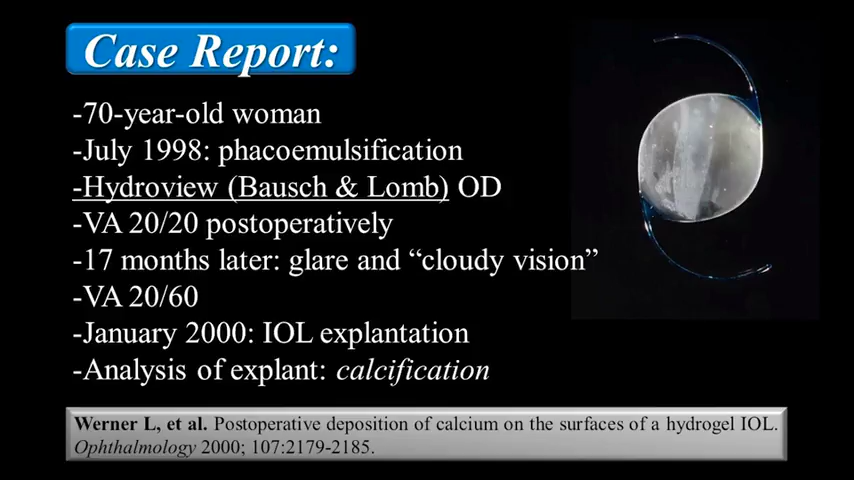 Case Report:
-70-year-old woman
-July 1998: phacoemulsification
-Hydroview (Bausch & Lomb) OD
-VA 20/20 postoperatively
-17 months later: glare and “cloudy vision”
-VA 20/60
-January 2000: IOL explantation
-Analysis of explant: calcification
Werner L, et al. Postoperative deposition of calcium on the surfaces of a hydrogel IOL.
Ophthalmology 2000; 107:2179-2185.